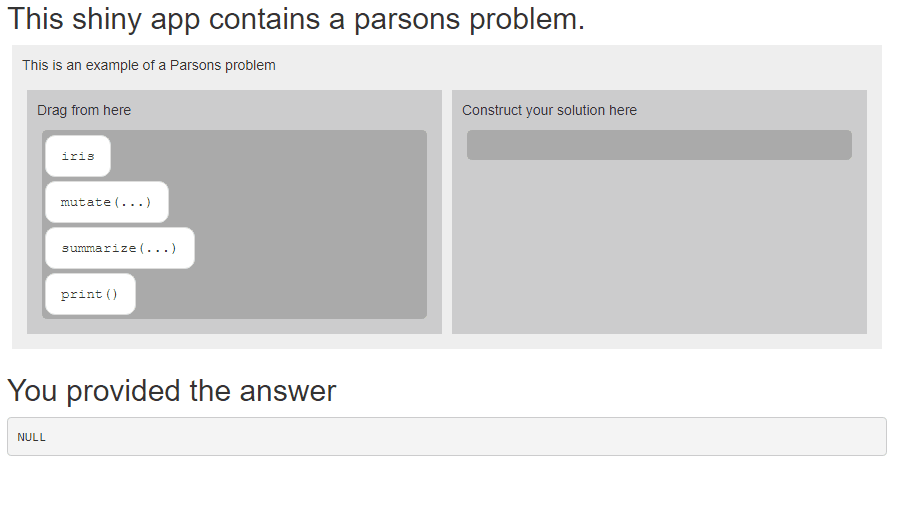 This shiny app contains a parsons problem.
This is an example of a Parsons problem
Drag from here
iris
mutate(...)
summarize(...)
print()
Construct your solution here
You provided the answer
NULL